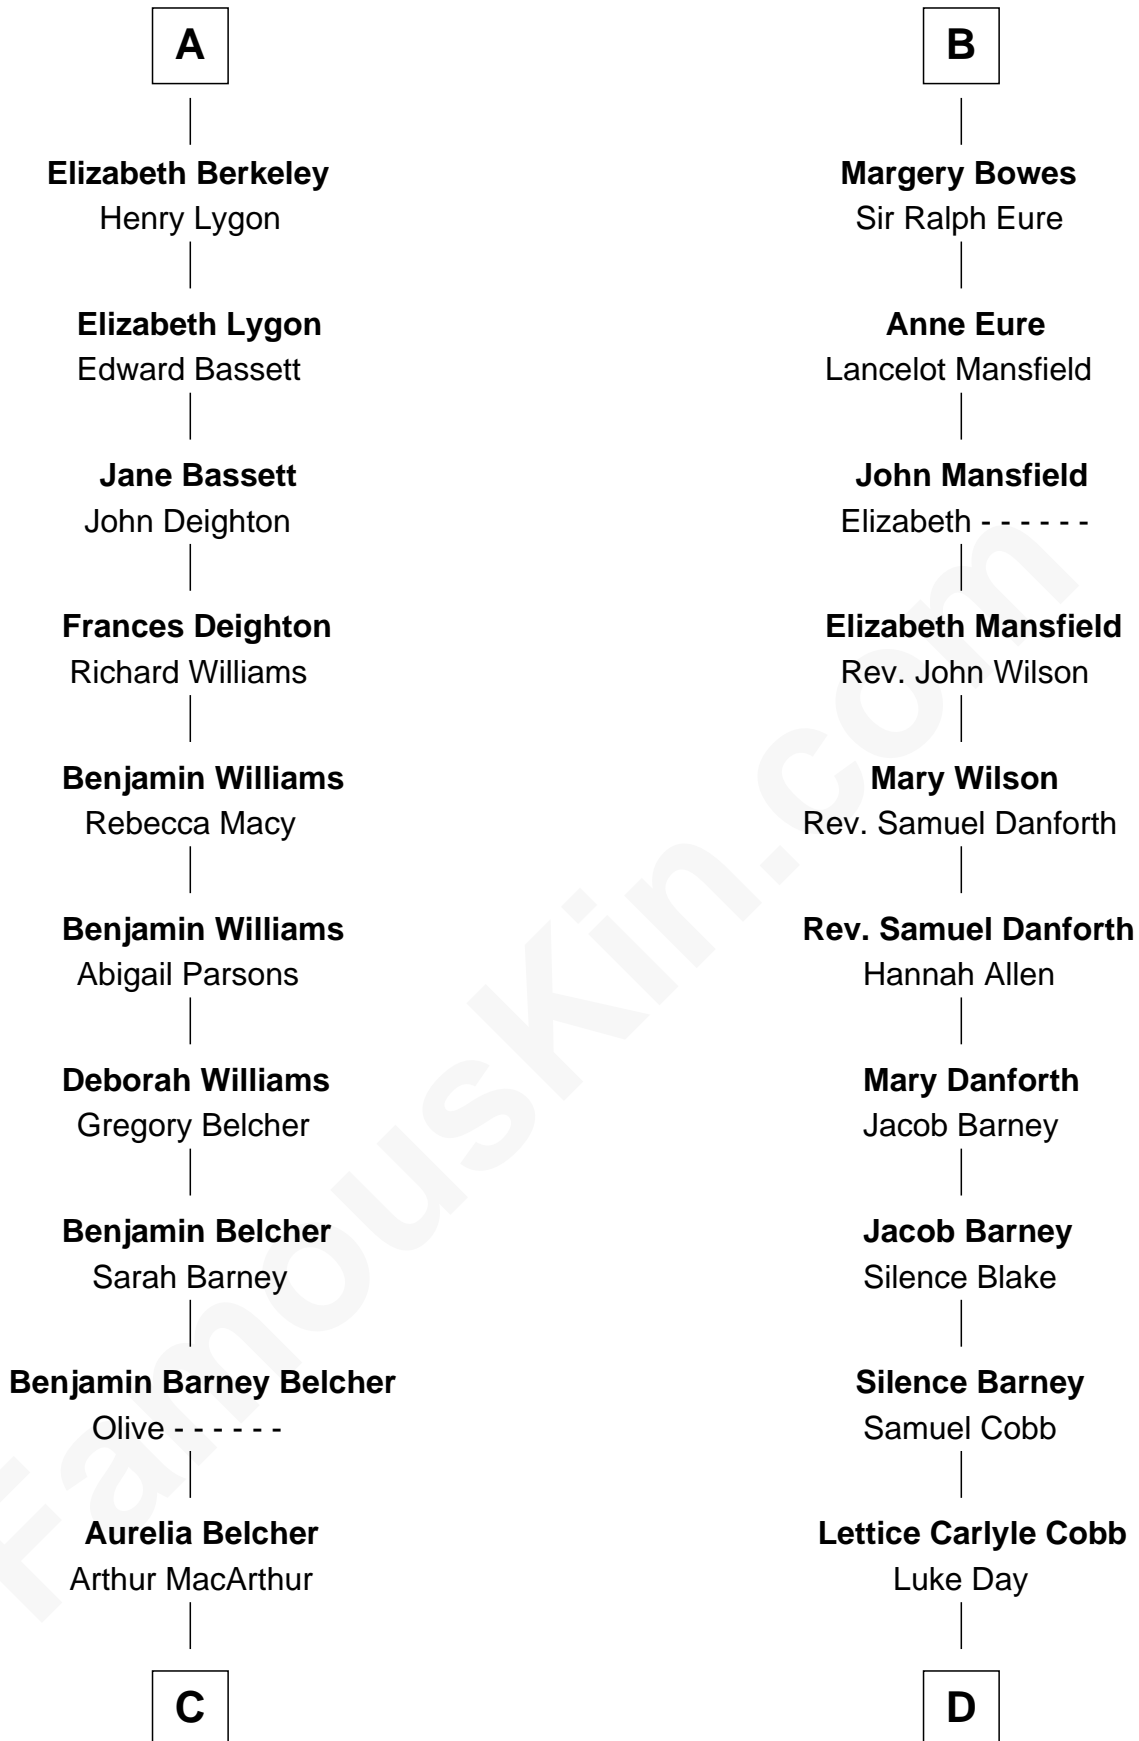 A
Elizabeth Berkeley
Henry Lygon
Elizabeth Lygon
Edward Bassett
Jane Bassett
John Deighton
Frances Deighton
Richard Williams
Benjamin Williams
Rebecca Macy
Benjamin Williams
Abigail Parsons
Deborah Williams
Gregory Belcher
Benjamin Belcher
Sarah Barney
Benjamin Barney Belcher
Olive - - - - - -
Aurelia Belcher
Arthur MacArthur
C
B
Margery Bowes
Sir Ralph Eure
Anne Eure
Lancelot Mansfield
John Mansfield
Elizabeth - - - - - -
Elizabeth Mansfield
Rev. John Wilson
Mary Wilson
Rev. Samuel Danforth
Rev. Samuel Danforth
Hannah Allen
Mary Danforth
Jacob Barney
Jacob Barney
Silence Blake
Silence Barney
Samuel Cobb
Lettice Carlyle Cobb
Luke Day
D
FamousKin.com